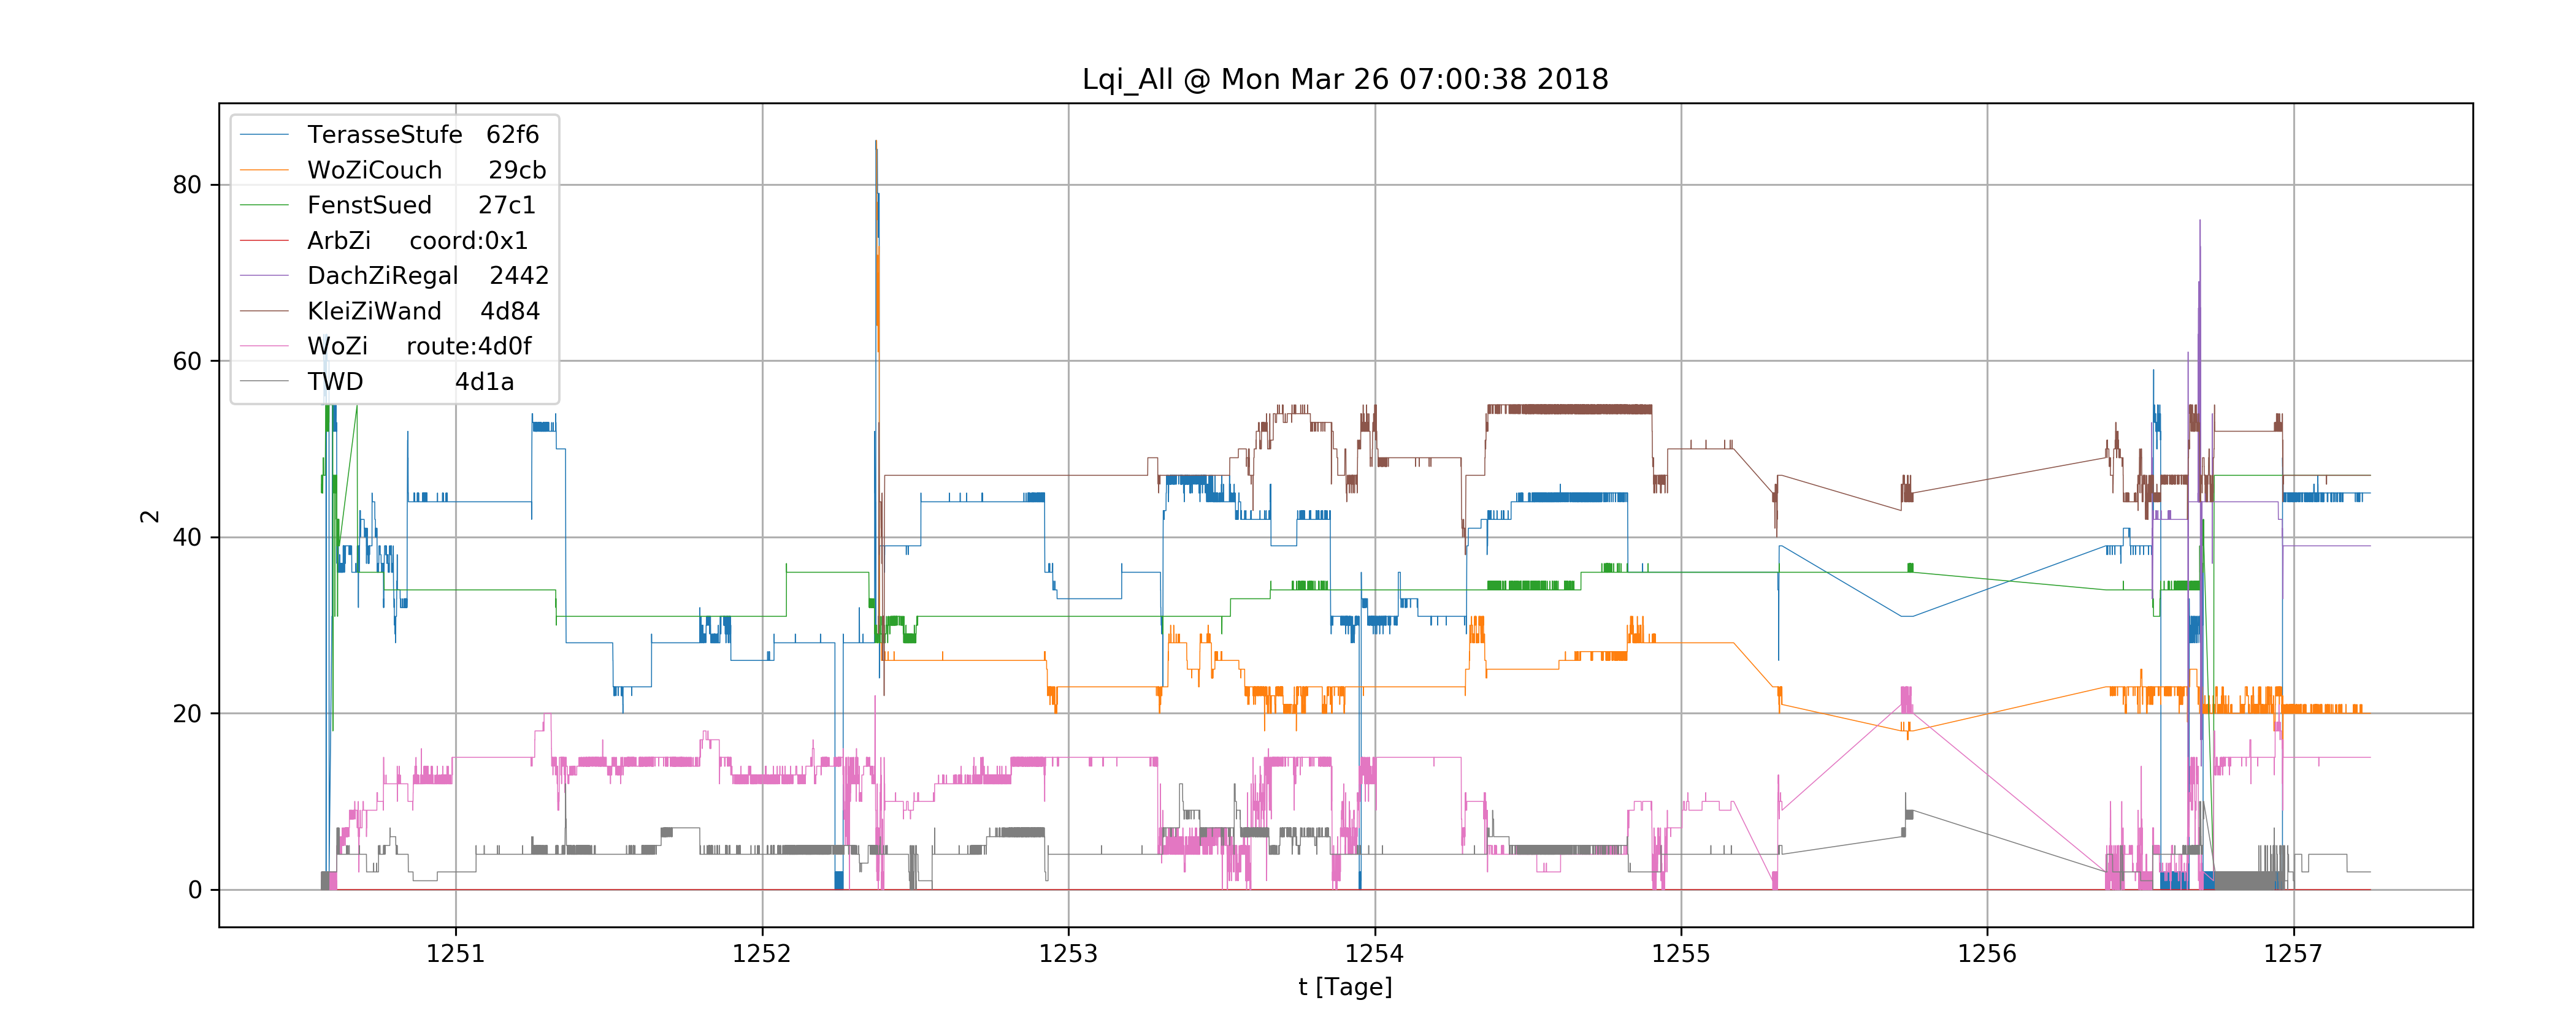 Lqi_All @ Mon Mar 26 07:00:38 2018
TerasseStufe 62f6
WoZiCouch 29cb
FenstSued 27c1
ArbZi coord:0x1
DachZiRegal 2442
KleiZiWand 4d84
WoZi route:4d0f
TWD 4d1a
80
60
40
20
0
2
1251 1252 1253 1254 1255 1256 1257
t [Tage]